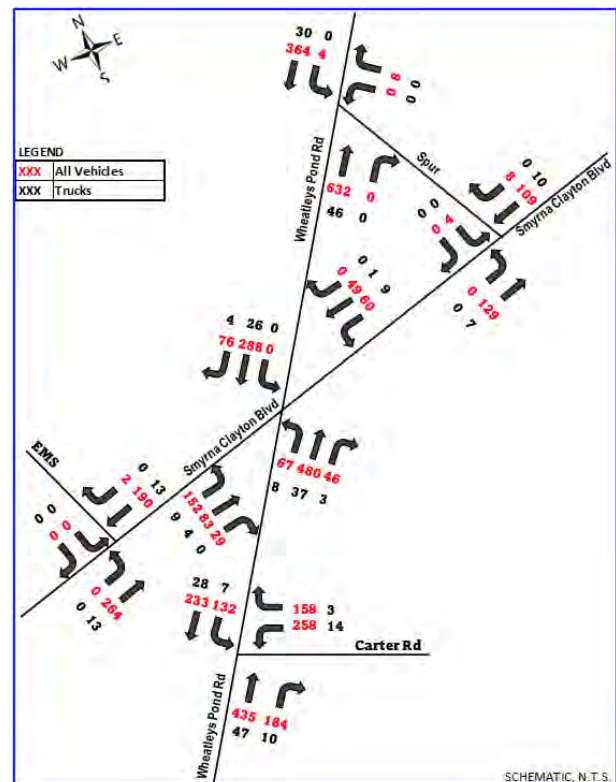 N
E
W
S
30 0
364 4
8 0
0 0
LEGEND
XXX All Vehicles
XXX Trucks
Wheatleys Pond Rd
Spur
632 0
46 0
0 10
8 109
Smyrna Clayton Blvd
0 0
0 4
0 129
0 7
0 1 9
0 49 60
4 26 0
76 288 0
Smyrna Clayton Blvd
67 480 46
8 37 3
EMS
0 13
2 190
0 0
0 0
0 264
0 13
152 83 29
9 4 0
28 7
233 132
158 3
258 14
Carter Rd
Wheatleys Pond Rd
435 184
47 10
SCHEMATIC, N.T.S.